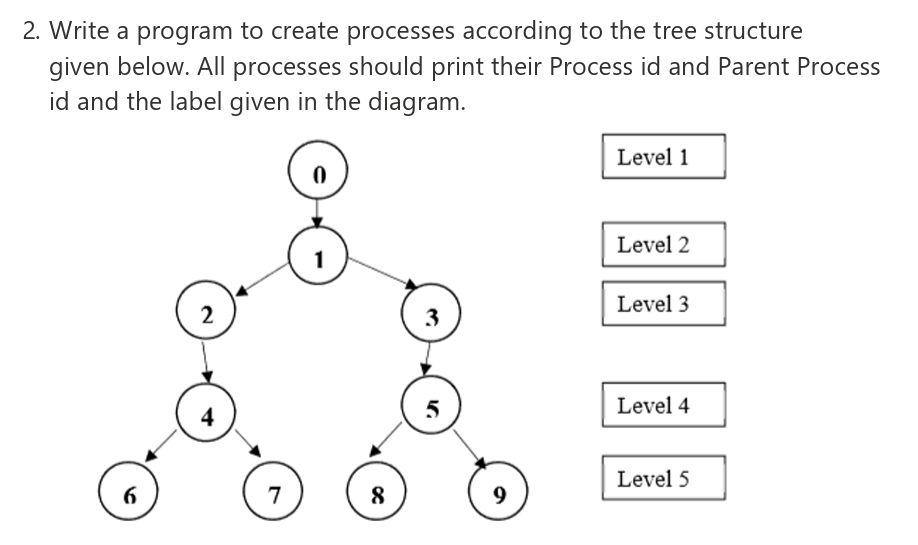 2. Write a program to create processes according to the tree structure
given below. All processes should print their Process id and Parent Process
id and the label given in the diagram.
0
Level 1
1
Level 2
2
3
Level 3
4
5
Level 4
6
7
8
9
Level 5